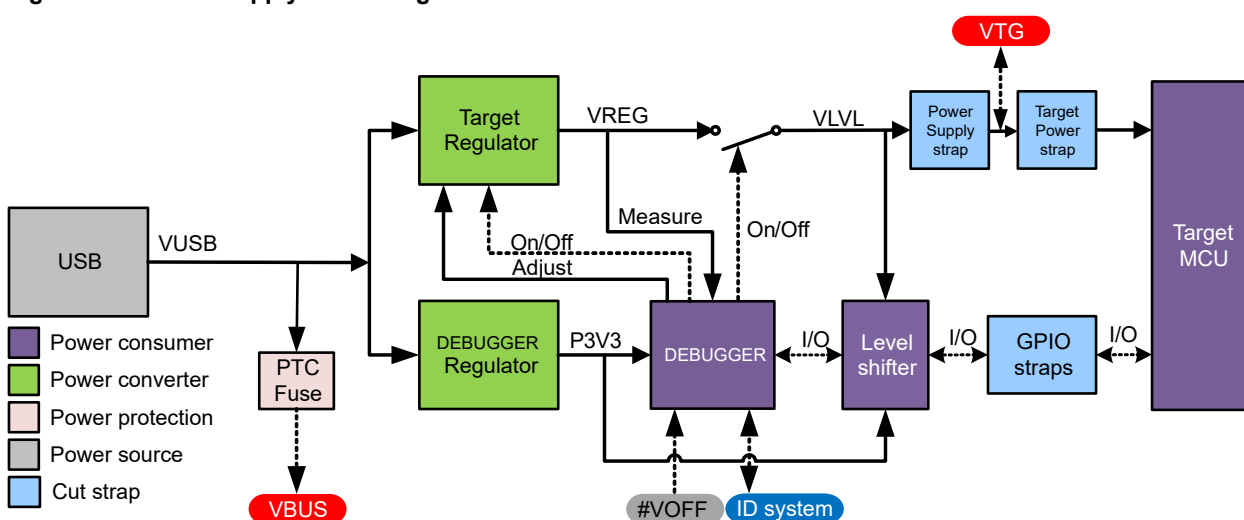 VTG
Target
Regulator
VREG
VLVL
Power
Supply
strap
Target
Power
strap
Target
MCU
USB
VUSB
Measure
On/Off
On/Off
Adjust
DEBUGGER
Regulator
P3V3
DEBUGGER
I/O
Level
shifter
I/O
GPIO
straps
I/O
PTC
Fuse
Power consumer
Power converter
Power protection
Power source
Cut strap
VBUS
#VOFF
ID system